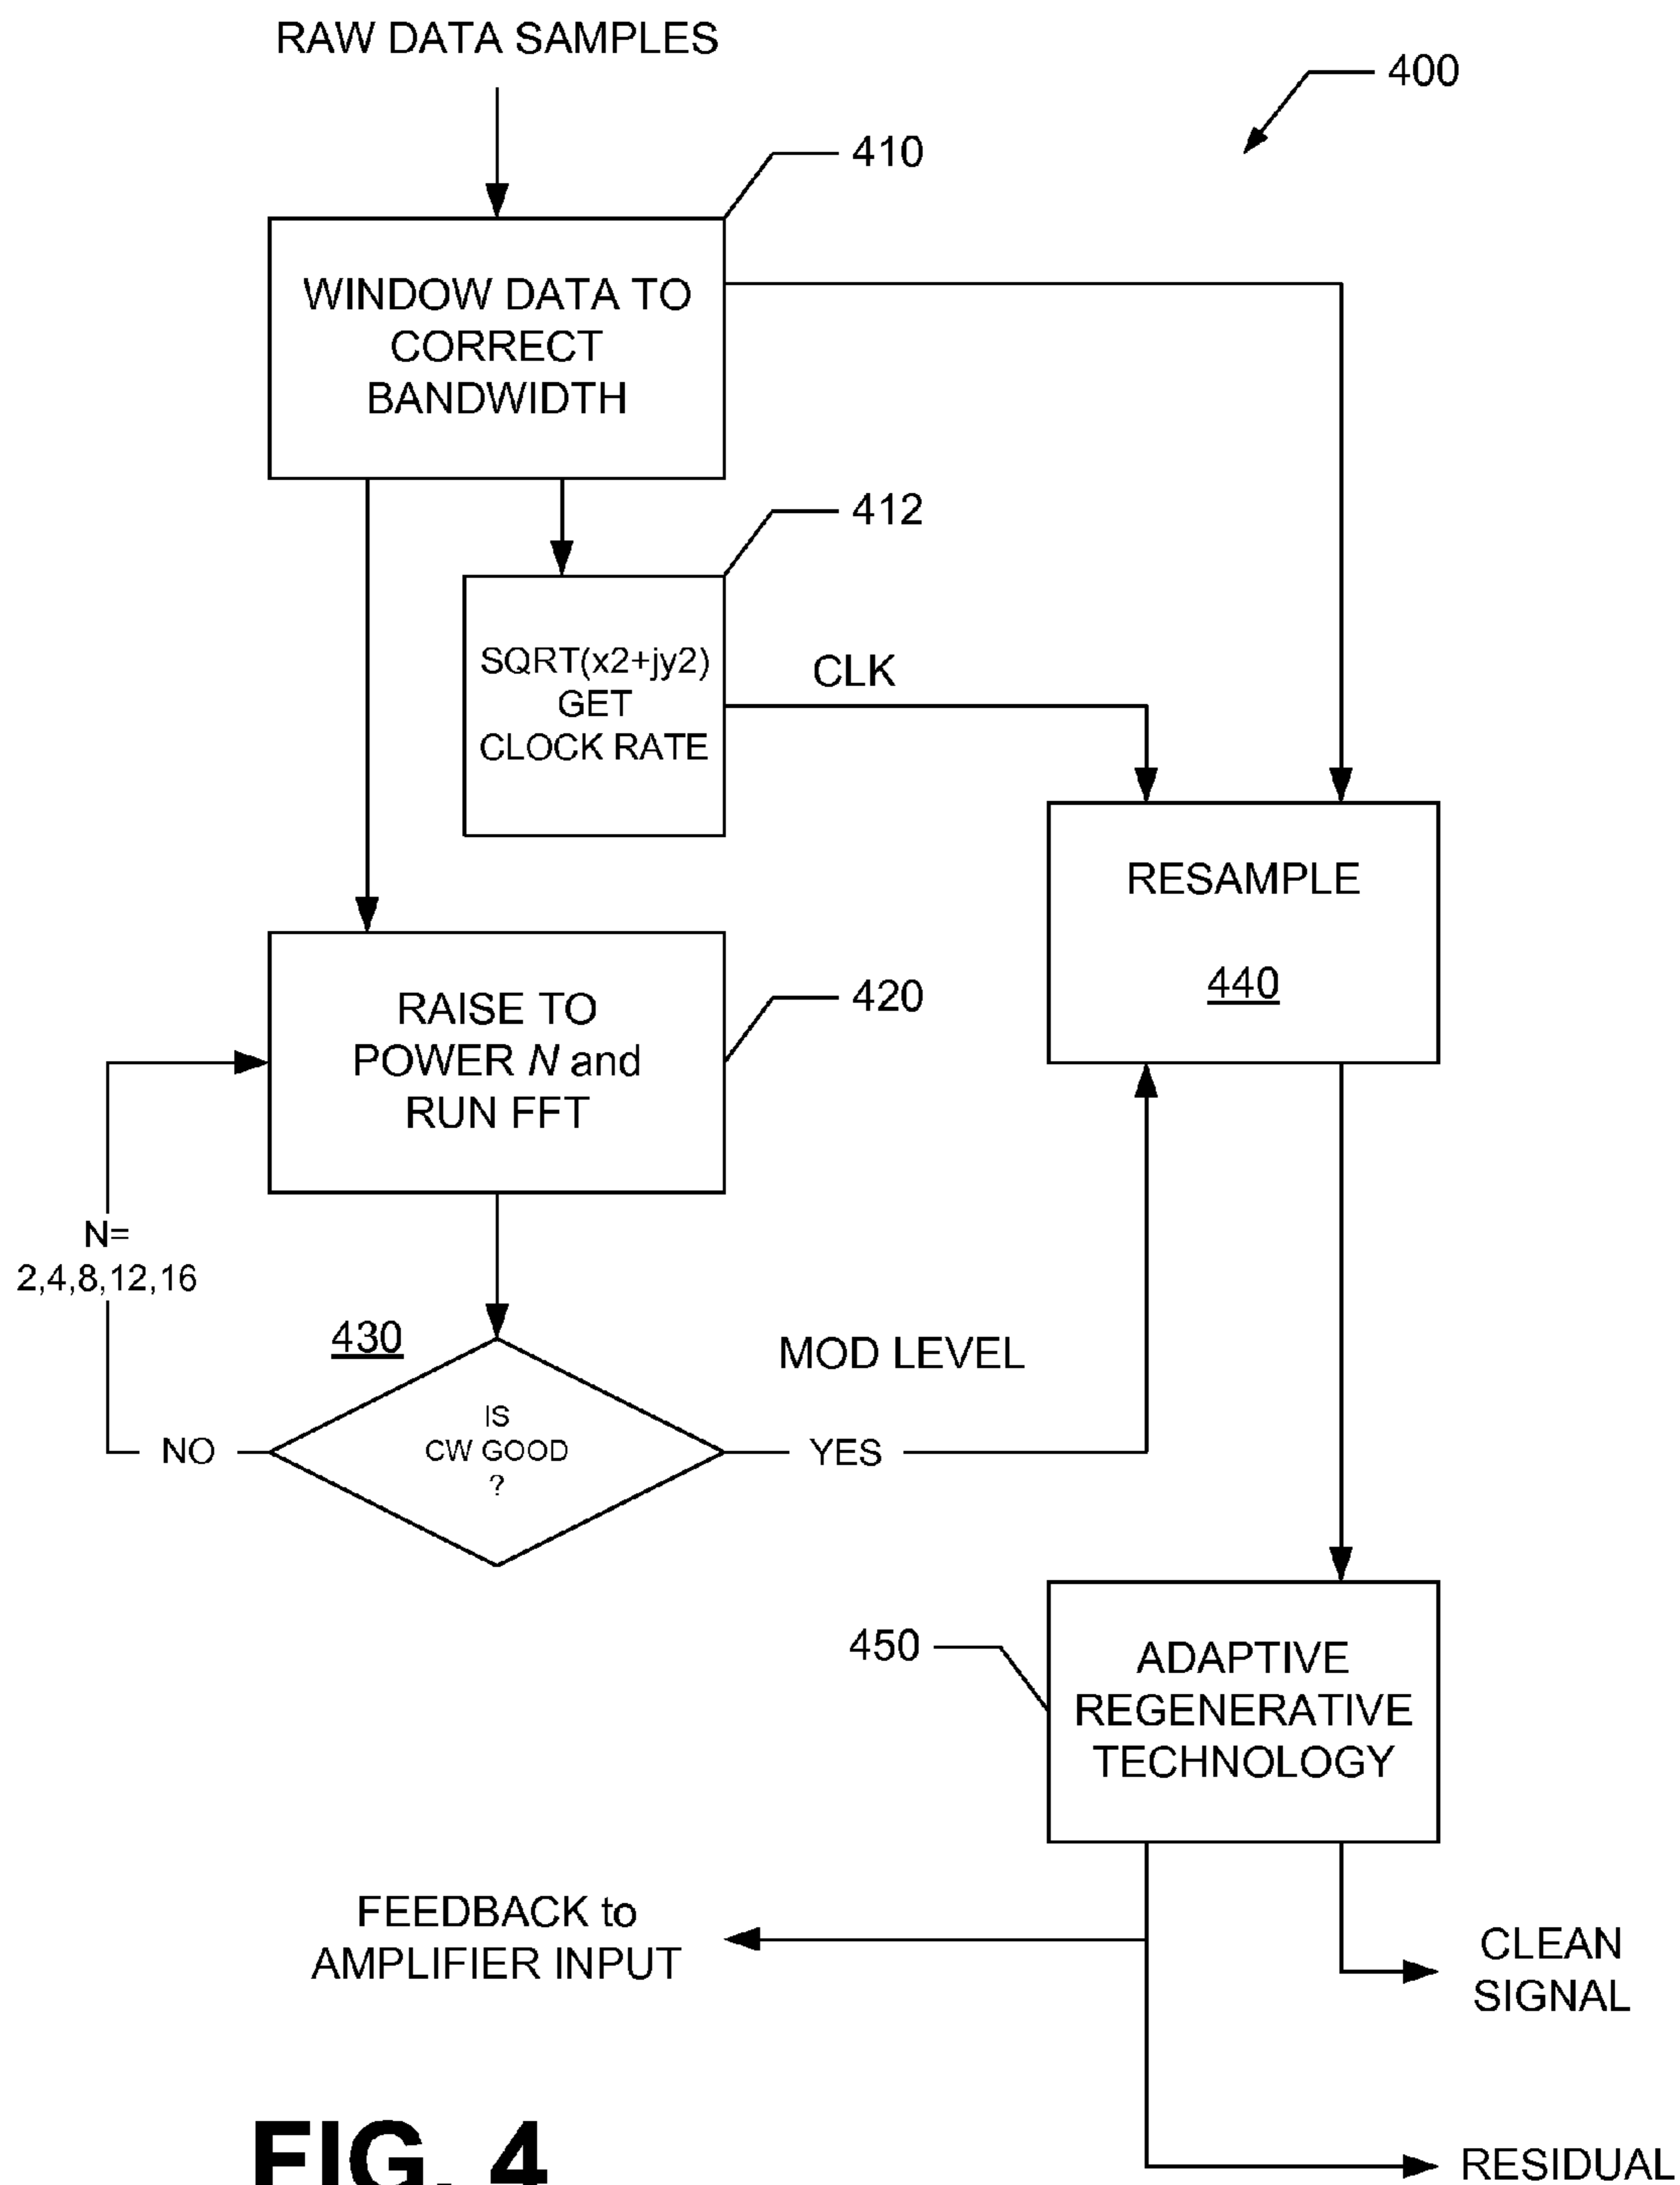 RAW DATA SAMPLES
400
410
WINDOW DATA TO
CORRECT
BANDWIDTH
412
SQRT(x2+jy2)
GET
CLOCK RATE
CLK
RESAMPLE
440
RAISE TO
POWER N and
RUN FFT
420
N=
2,4,8,12,16
430
MOD LEVEL
IS
CW GOOD
?
NO
YES
450
ADAPTIVE
REGENERATIVE
TECHNOLOGY
FEEDBACK to
AMPLIFIER INPUT
CLEAN
SIGNAL
RESIDUAL
FIG. 4